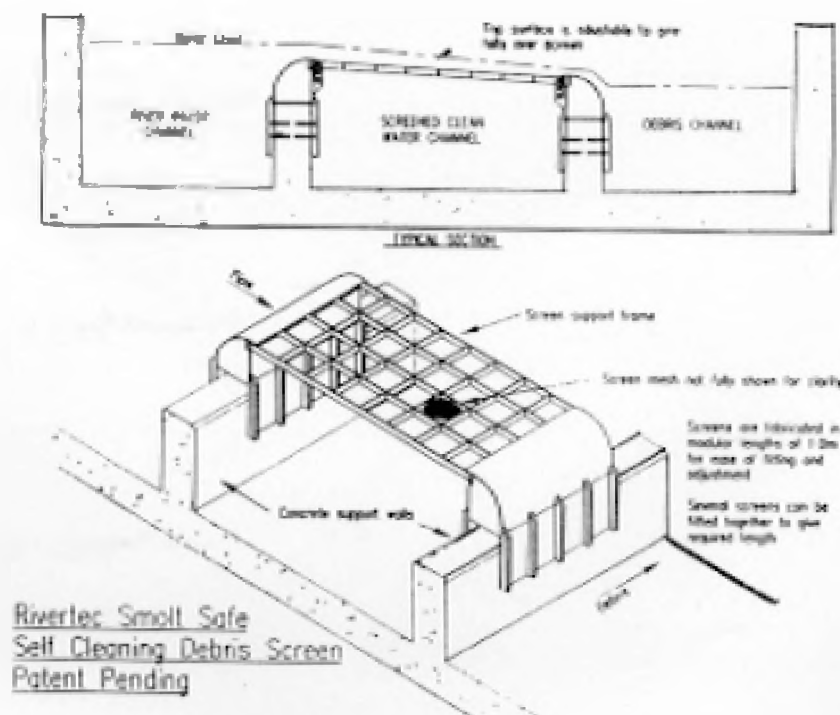 Top surface is adjustable to give
falls over screen
Water Level
RIVER WATER
CHANNEL
SCREENED CLEAN
WATER CHANNEL
DEBRIS CHANNEL
TYPICAL SECTION
Flow
Screen support frame
Screen mesh not fully shown for clarity
Screens are fabricated in
modular lengths of 1·0m
for ease of fitting and
adjustment
Several screens can be
fitted together to give
required length
Concrete support walls
Debris
Rivertec Smolt Safe
Self Cleaning Debris Screen
Patent Pending